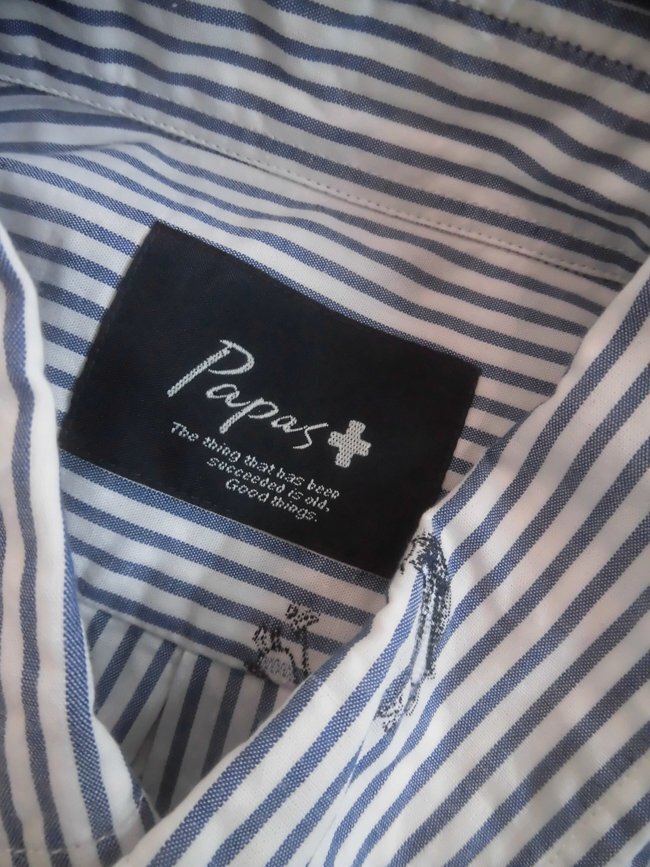 Papas+
The thing that has been
succeeded is old.
Good things.